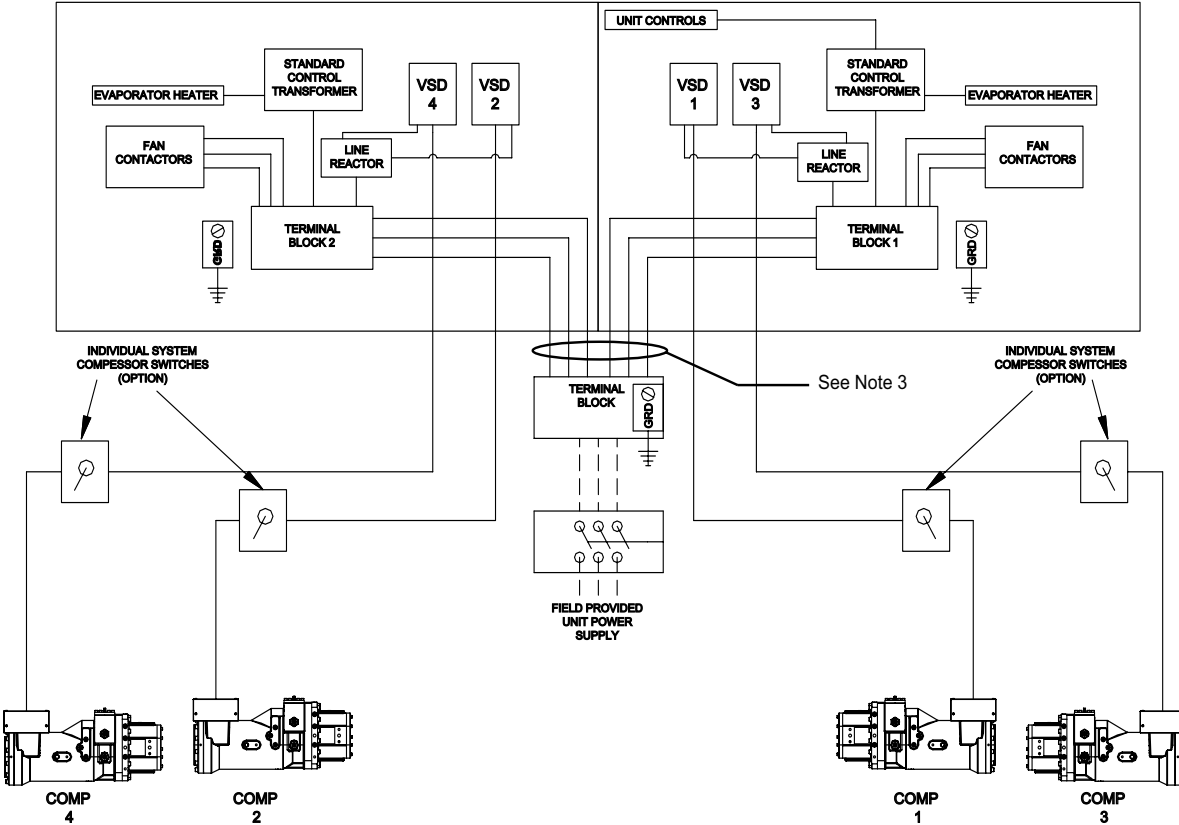 UNIT CONTROLS
STANDARD
CONTROL
TRANSFORMER
VSD
4
VSD
2
VSD
1
VSD
3
STANDARD
CONTROL
TRANSFORMER
EVAPORATOR HEATER
EVAPORATOR HEATER
FAN
CONTACTORS
LINE
REACTOR
LINE
REACTOR
FAN
CONTACTORS
GRD
TERMINAL
BLOCK 2
TERMINAL
BLOCK 1
GRD
INDIVIDUAL SYSTEM
COMPESSOR SWITCHES
(OPTION)
INDIVIDUAL SYSTEM
COMPESSOR SWITCHES
(OPTION)
TERMINAL
BLOCK
GRD
See Note 3
FIELD PROVIDED
UNIT POWER
SUPPLY
COMP
4
COMP
2
COMP
1
COMP
3